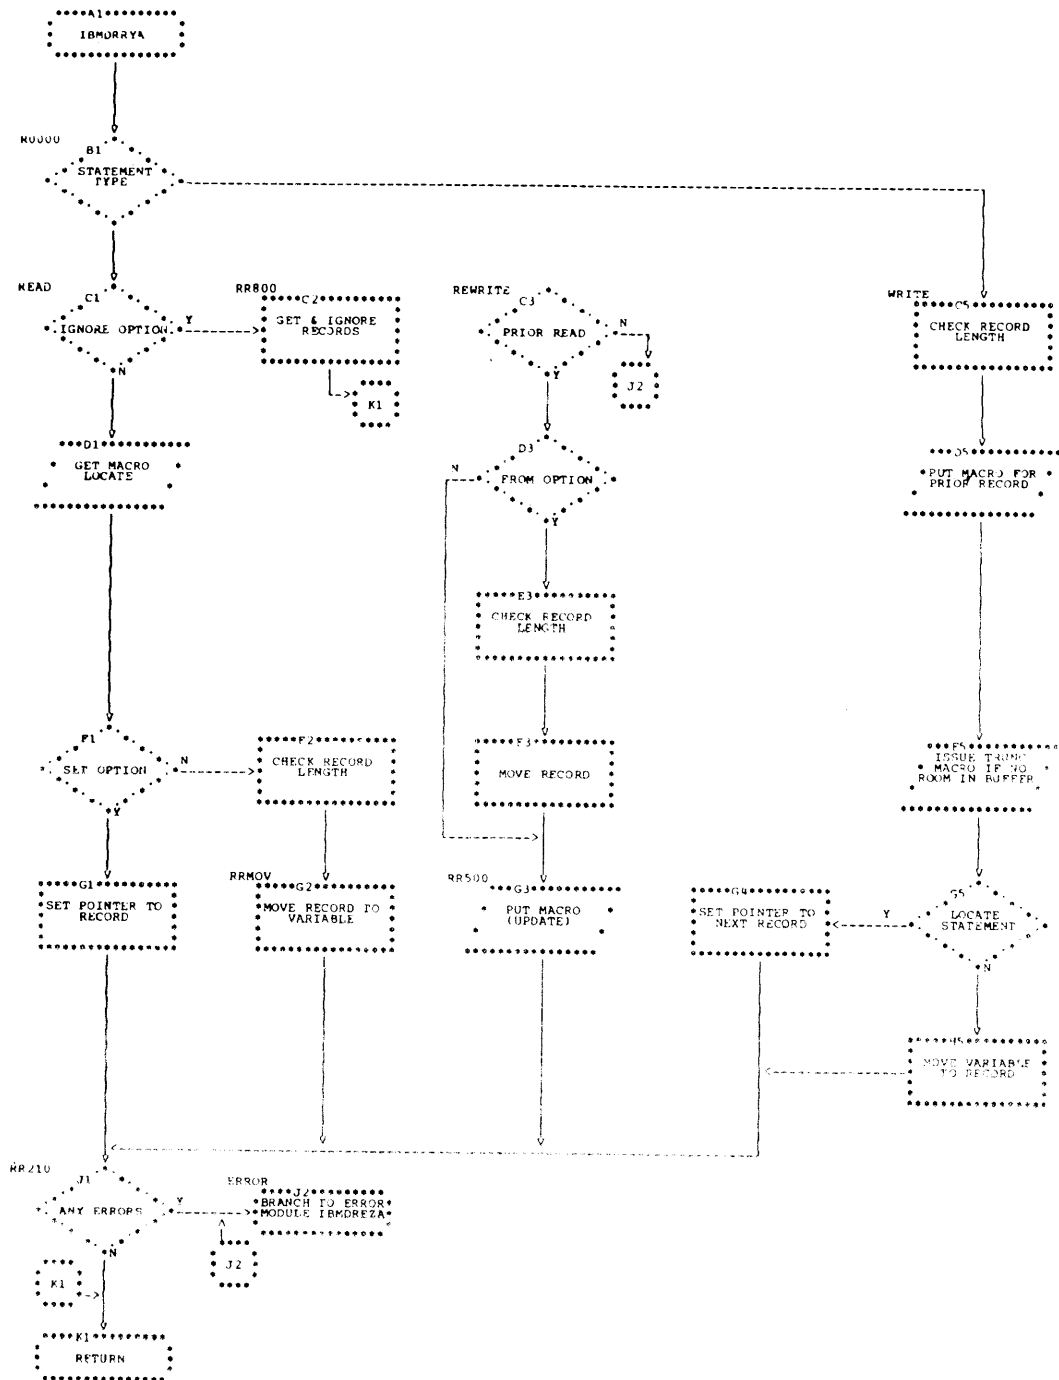 A1
IBMDRRYA
R0000
B1
STATEMENT
TYPE
READ
C1
IGNORE OPTION
Y
N
RR800
C2
GET & IGNORE
RECORDS
K1
REWRITE
C3
PRIOR READ
N
Y
J2
WRITE
C5
CHECK RECORD
LENGTH
D1
GET MACRO
LOCATE
D3
FROM OPTION
N
Y
D5
PUT MACRO FOR
PRIOR RECORD
E3
CHECK RECORD
LENGTH
F1
SET OPTION
N
Y
F2
CHECK RECORD
LENGTH
F3
MOVE RECORD
F5
ISSUE TRUNC
MACRO IF NO
ROOM IN BUFFER
G1
SET POINTER TO
RECORD
RRMOV
G2
MOVE RECORD TO
VARIABLE
RR500
G3
PUT MACRO
(UPDATE)
G4
SET POINTER TO
NEXT RECORD
G5
LOCATE
STATEMENT
Y
N
H5
MOVE VARIABLE
TO RECORD
RR210
J1
ANY ERRORS
Y
N
ERROR
J2
BRANCH TO ERROR
MODULE IBMDREZA
J2
K1
K1
RETURN